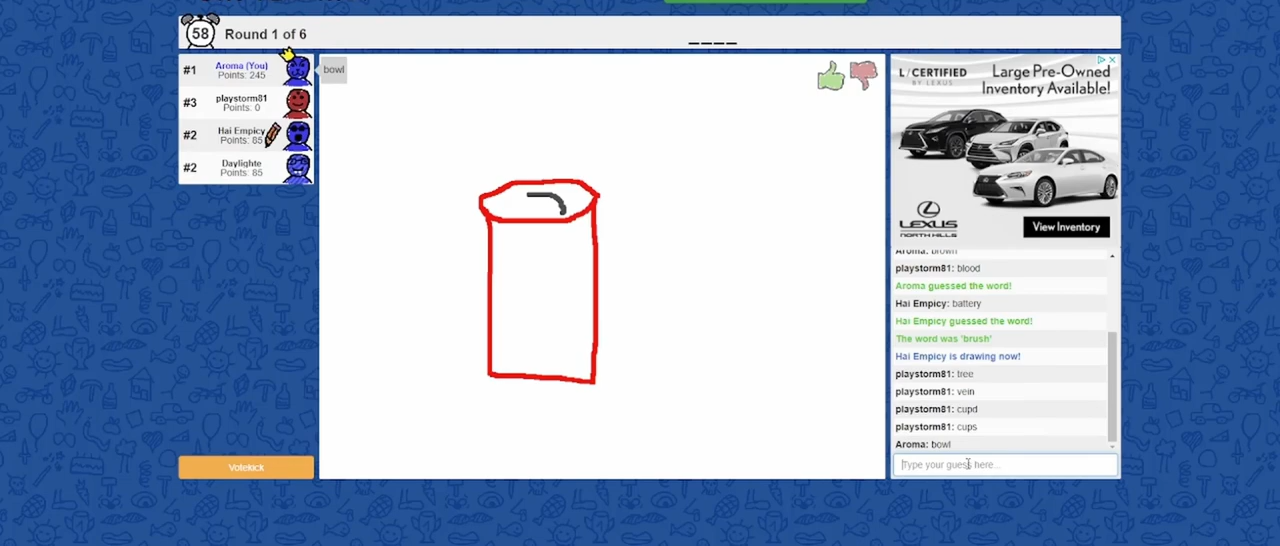 58
Round 1 of 6
____
#1
Aroma (You)
Points: 245
bowl
#3
playstorm81
Points: 0
#2
Hai Empicy
Points: 85
#2
Daylighte
Points: 85
Votekick
L/CERTIFIED
BY LEXUS
Large Pre-Owned
Inventory Available!
LEXUS
NORTH HILLS
View Inventory
Aroma: brown
playstorm81: blood
Aroma guessed the word!
Hai Empicy: battery
Hai Empicy guessed the word!
The word was 'brush'
Hai Empicy is drawing now!
playstorm81: tree
playstorm81: vein
playstorm81: cupd
playstorm81: cups
Aroma: bowl
Type your guess here...